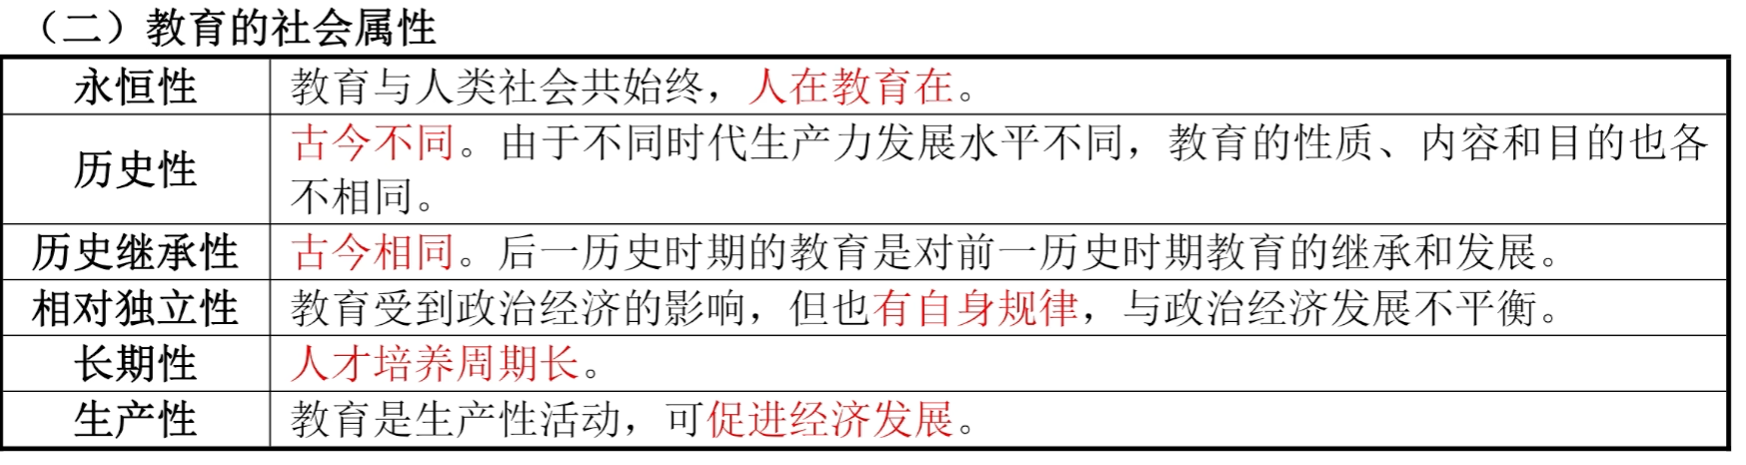 （二）教育的社会属性
永恒性 教育与人类社会共始终，人在教育在。
历史性 古今不同。由于不同时代生产力发展水平不同，教育的性质、内容和目的也各
不相同。
历史继承性 古今相同。后一历史时期的教育是对前一历史时期教育的继承和发展。
相对独立性 教育受到政治经济的影响，但也有自身规律，与政治经济发展不平衡。
长期性 人才培养周期长。
生产性 教育是生产性活动，可促进经济发展。